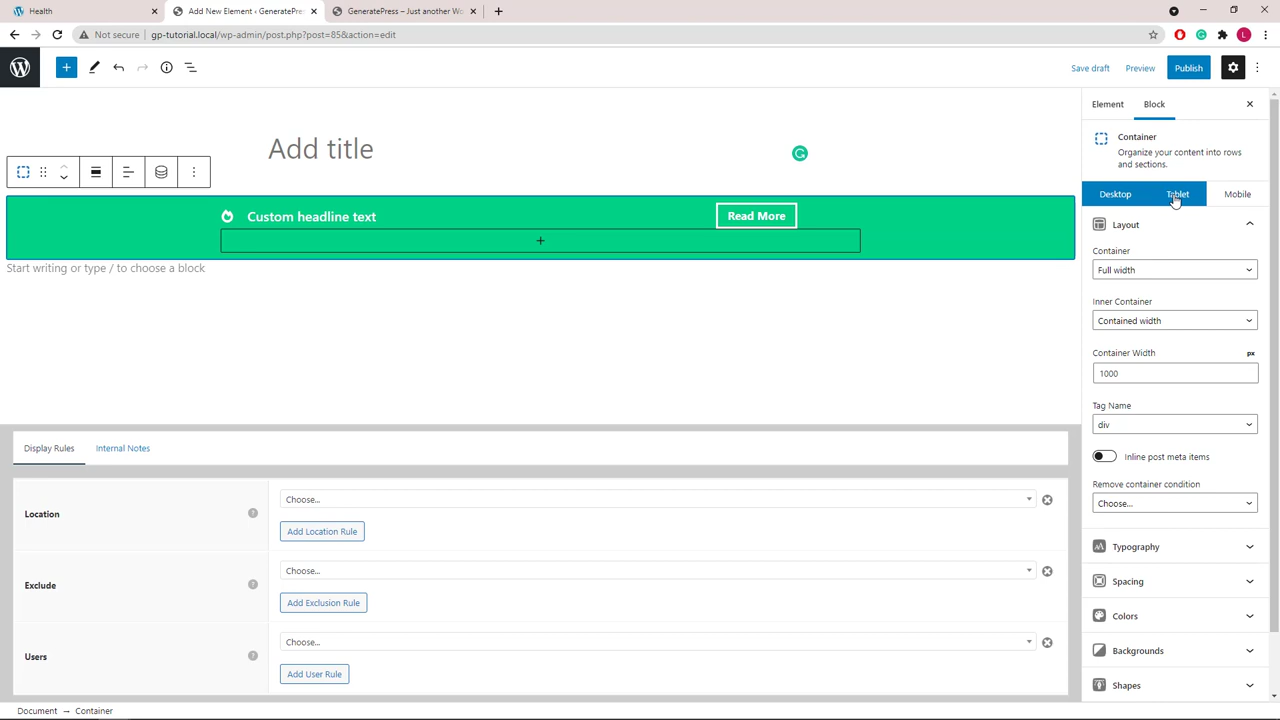 Health
Add New Element ‹ GeneratePres
GeneratePress – Just another Wo
Not secure
gp-tutorial.local/wp-admin/post.php?post=85&action=edit
L
Save draft
Preview
Publish
Element
Block
Add title
Container
Organize your content into rows
and sections.
Desktop
Tablet
Mobile
Custom headline text
Read More
Layout
Start writing or type / to choose a block
Container
Full width
Inner Container
Contained width
Container Width
px
1000
Tag Name
div
Display Rules
Internal Notes
Inline post meta items
Remove container condition
Choose...
Location
Choose...
Add Location Rule
Typography
Exclude
Choose...
Add Exclusion Rule
Spacing
Colors
Users
Choose...
Add User Rule
Backgrounds
Shapes
Document → Container